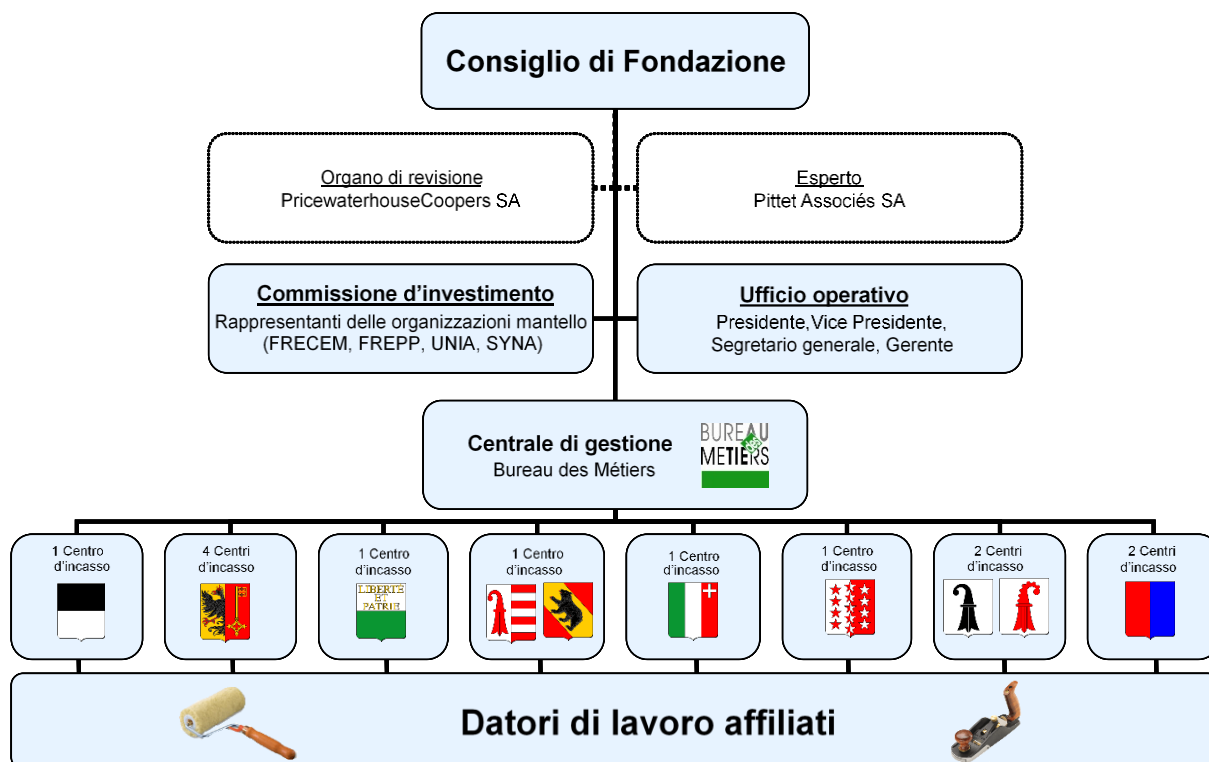 Consiglio di Fondazione
Organo di revisione
PricewaterhouseCoopers SA
Esperto
Pittet Associés SA
Commissione d'investimento
Rappresentanti delle organizzazioni mantello
(FRECEM, FREPP, UNIA, SYNA)
Ufficio operativo
Presidente,Vice Presidente,
Segretario generale, Gerente
Centrale di gestione
Bureau des Métiers
BUREAU
DES
METIERS
1 Centro
d'incasso
4 Centri
d'incasso
1 Centro
d'incasso
LIBERTE
ET
PATRIE
1 Centro
d'incasso
1 Centro
d'incasso
1 Centro
d'incasso
2 Centri
d'incasso
2 Centri
d'incasso
Datori di lavoro affiliati